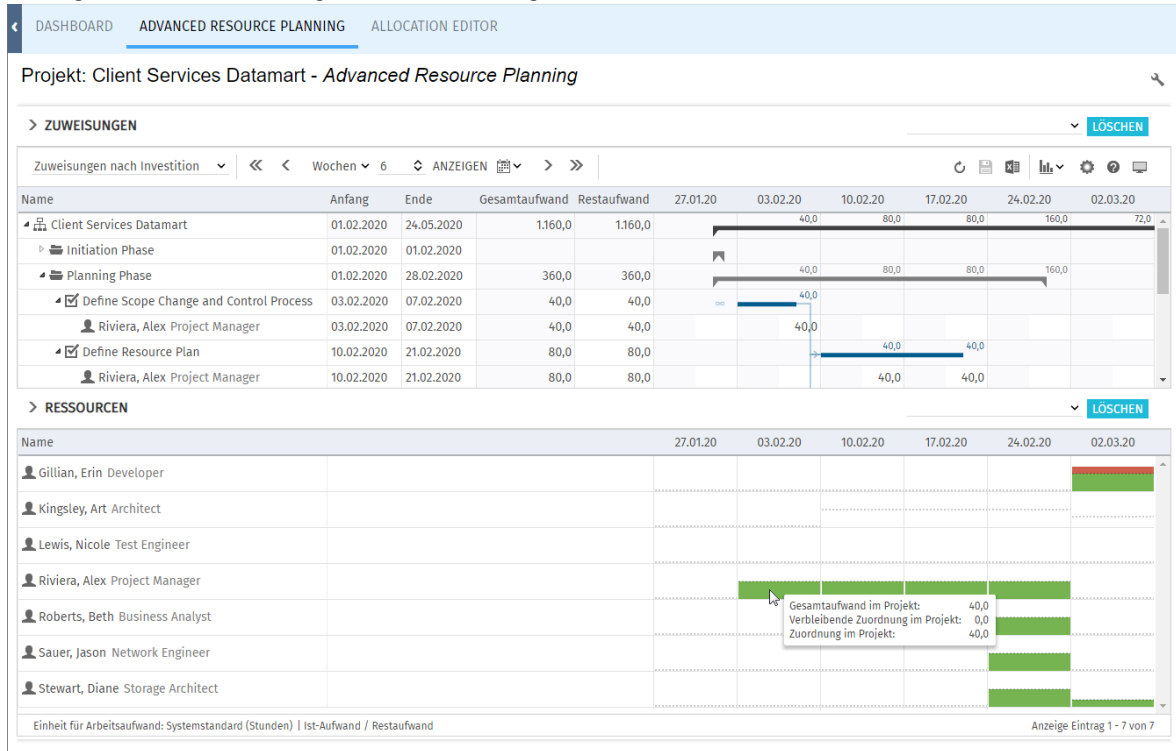 DASHBOARD ADVANCED RESOURCE PLANNING ALLOCATION EDITOR
Projekt: Client Services Datamart - Advanced Resource Planning
ZUWEISUNGEN LÖSCHEN
Zuweisungen nach Investition Wochen 6 ANZEIGEN
Name Anfang Ende Gesamtaufwand Restaufwand 27.01.20 03.02.20 10.02.20 17.02.20 24.02.20 02.03.20
Client Services Datamart 01.02.2020 24.05.2020 1.160,0 1.160,0 40,0 80,0 80,0 160,0 72,0
Initiation Phase 01.02.2020 01.02.2020
Planning Phase 01.02.2020 28.02.2020 360,0 360,0 40,0 80,0 80,0 160,0
Define Scope Change and Control Process 03.02.2020 07.02.2020 40,0 40,0 40,0
Riviera, Alex Project Manager 03.02.2020 07.02.2020 40,0 40,0 40,0
Define Resource Plan 10.02.2020 21.02.2020 80,0 80,0 40,0 40,0
Riviera, Alex Project Manager 10.02.2020 21.02.2020 80,0 80,0 40,0 40,0
RESSOURCEN LÖSCHEN
Name 27.01.20 03.02.20 10.02.20 17.02.20 24.02.20 02.03.20
Gillian, Erin Developer
Kingsley, Art Architect
Lewis, Nicole Test Engineer
Riviera, Alex Project Manager
Gesamtaufwand im Projekt: 40,0
Verbleibende Zuordnung im Projekt: 0,0
Zuordnung im Projekt: 40,0
Roberts, Beth Business Analyst
Sauer, Jason Network Engineer
Stewart, Diane Storage Architect
Einheit für Arbeitsaufwand: Systemstandard (Stunden) | Ist-Aufwand / Restaufwand Anzeige Eintrag 1 - 7 von 7